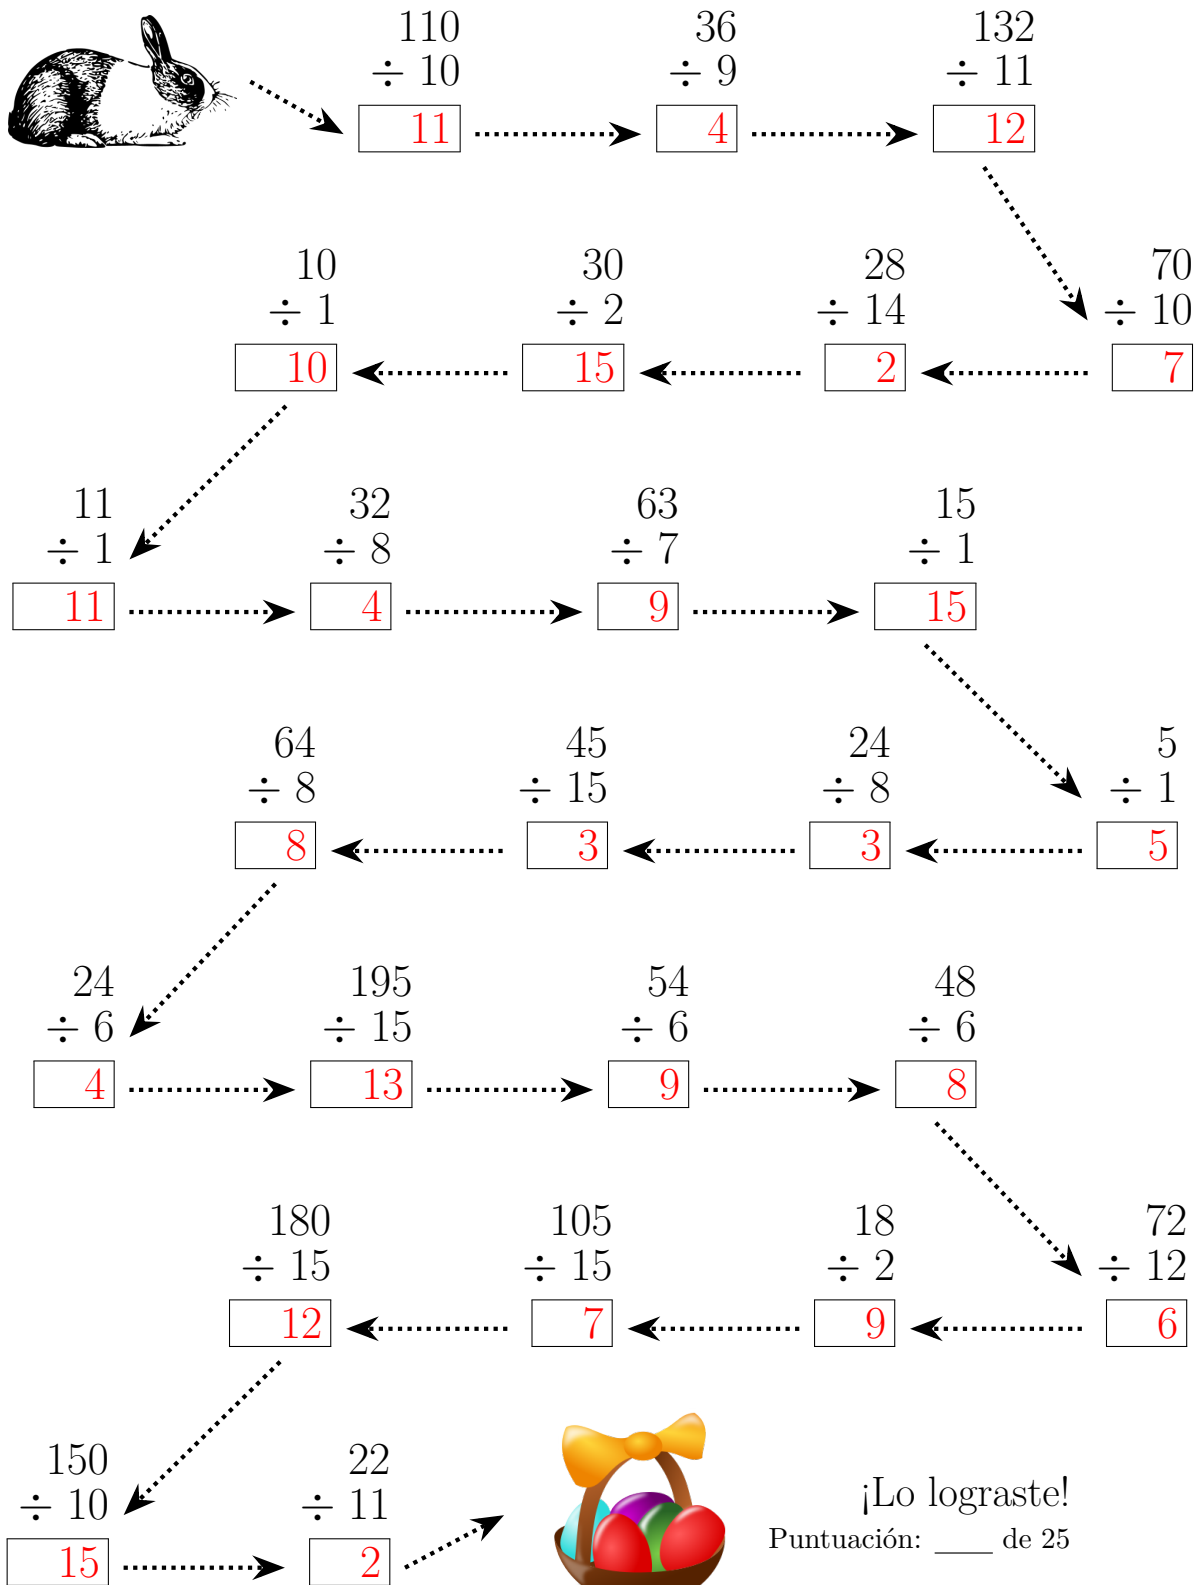 110 36 132
÷ 10 ÷ 9 ÷ 11
11 4 12
10 30 28 70
÷ 1 ÷ 2 ÷ 14 ÷ 10
10 15 2 7
11 32 63 15
÷ 1 ÷ 8 ÷ 7 ÷ 1
11 4 9 15
64 45 24 5
÷ 8 ÷ 15 ÷ 8 ÷ 1
8 3 3 5
24 195 54 48
÷ 6 ÷ 15 ÷ 6 ÷ 6
4 13 9 8
180 105 18 72
÷ 15 ÷ 15 ÷ 2 ÷ 12
12 7 9 6
150 22
÷ 10 ÷ 11
15 2
¡Lo lograste!
Puntuación: ___ de 25